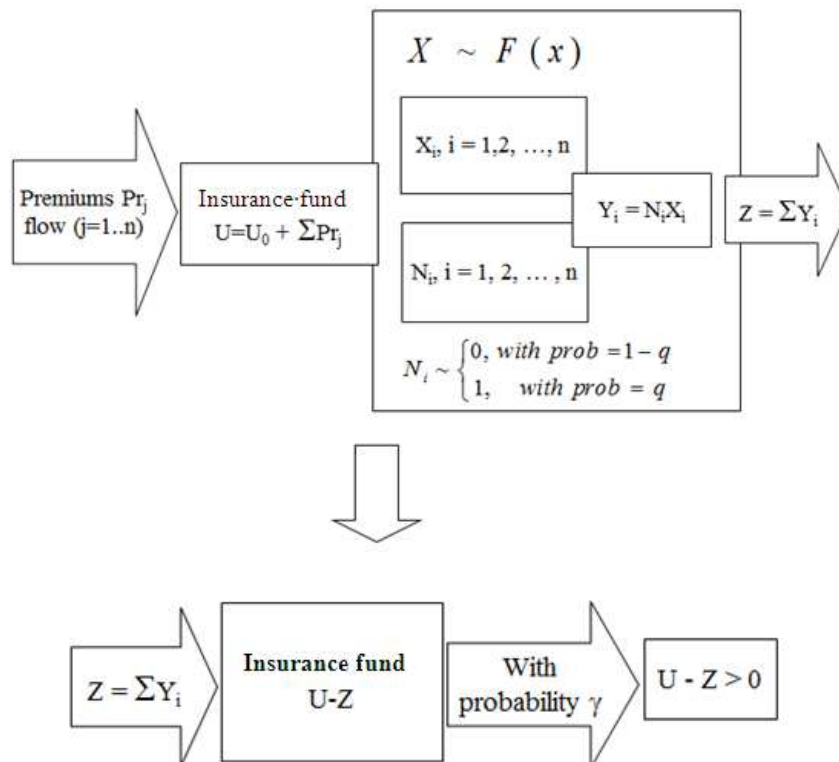 X ~ F ( x )
X_i, i = 1,2, …, n
Premiums Pr_j
flow (j=1..n)
Insurance·fund
U=U_0 + ΣPr_j
Y_i = N_iX_i
Z = ΣY_i
N_i, i = 1, 2, … , n
N_i ~ { 0, with prob = 1 − q
1, with prob = q
Z = ΣY_i
Insurance fund
U-Z
With
probability γ
U - Z > 0